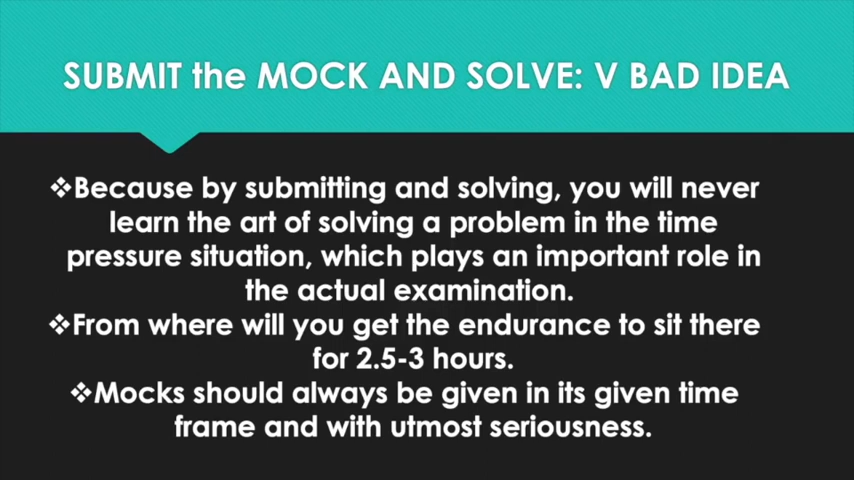 SUBMIT the MOCK AND SOLVE: V BAD IDEA
❖Because by submitting and solving, you will never
learn the art of solving a problem in the time
pressure situation, which plays an important role in
the actual examination.
❖From where will you get the endurance to sit there
for 2.5-3 hours.
❖Mocks should always be given in its given time
frame and with utmost seriousness.